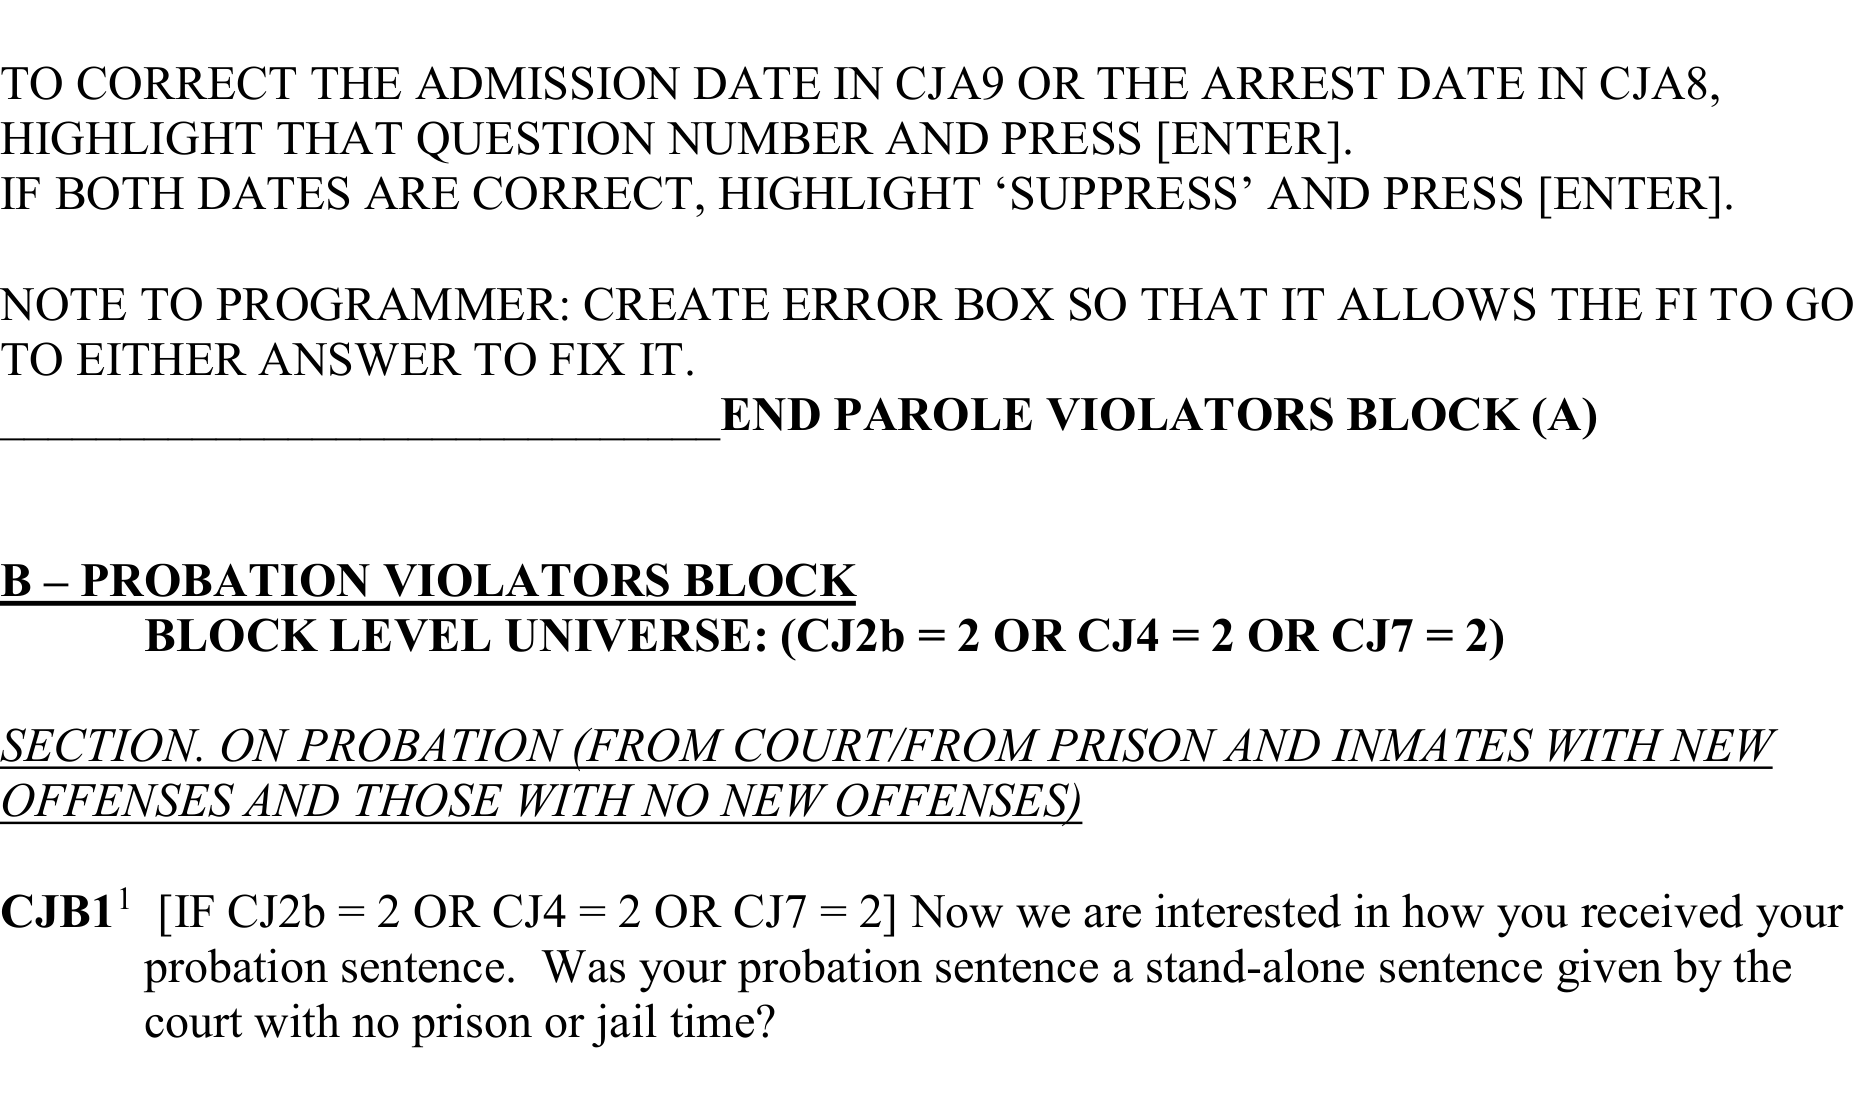 TO CORRECT THE ADMISSION DATE IN CJA9 OR THE ARREST DATE IN CJA8,
HIGHLIGHT THAT QUESTION NUMBER AND PRESS [ENTER].
IF BOTH DATES ARE CORRECT, HIGHLIGHT ‘SUPPRESS’ AND PRESS [ENTER].
NOTE TO PROGRAMMER: CREATE ERROR BOX SO THAT IT ALLOWS THE FI TO GO
TO EITHER ANSWER TO FIX IT.
______________________________END PAROLE VIOLATORS BLOCK (A)
B – PROBATION VIOLATORS BLOCK
BLOCK LEVEL UNIVERSE: (CJ2b = 2 OR CJ4 = 2 OR CJ7 = 2)
SECTION. ON PROBATION (FROM COURT/FROM PRISON AND INMATES WITH NEW
OFFENSES AND THOSE WITH NO NEW OFFENSES)
CJB1¹ [IF CJ2b = 2 OR CJ4 = 2 OR CJ7 = 2] Now we are interested in how you received your
probation sentence.  Was your probation sentence a stand-alone sentence given by the
court with no prison or jail time?